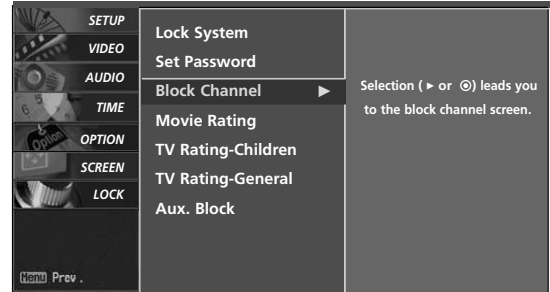 SETUP
VIDEO
AUDIO
TIME
OPTION
SCREEN
LOCK
Menu Prev.
Lock System
Set Password
Block Channel ►
Movie Rating
TV Rating-Children
TV Rating-General
Aux. Block
Selection ( ► or ⊙) leads you
to the block channel screen.